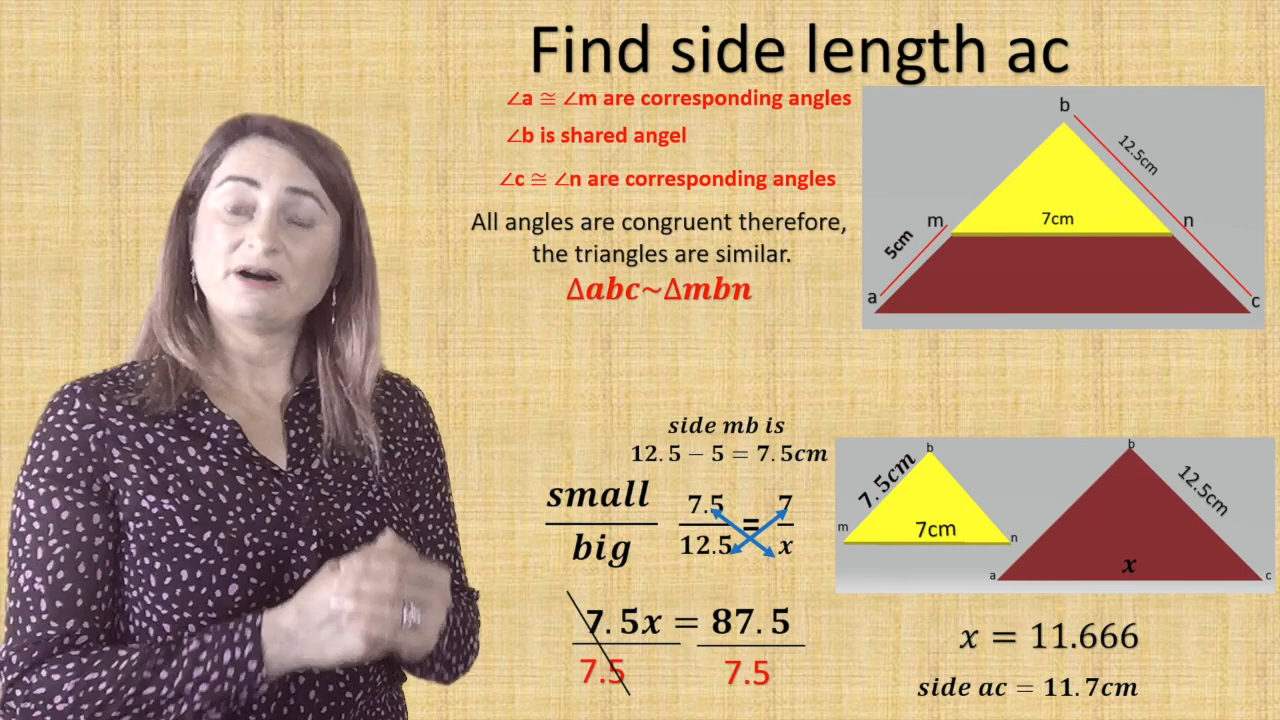 Find side length ac
∠a ≅ ∠m are corresponding angles
∠b is shared angel
∠c ≅ ∠n are corresponding angles
All angles are congruent therefore,
the triangles are similar.
Δabc~Δmbn
b
12.5cm
m
7cm
n
5cm
a
c
side mb is
12.5 − 5 = 7.5cm
small
big
7.5 = 7
12.5 x
7.5x = 87.5
7.5 7.5
b
7.5cm
7cm
m
n
b
12.5cm
a
x
c
x = 11.666
side ac = 11.7cm